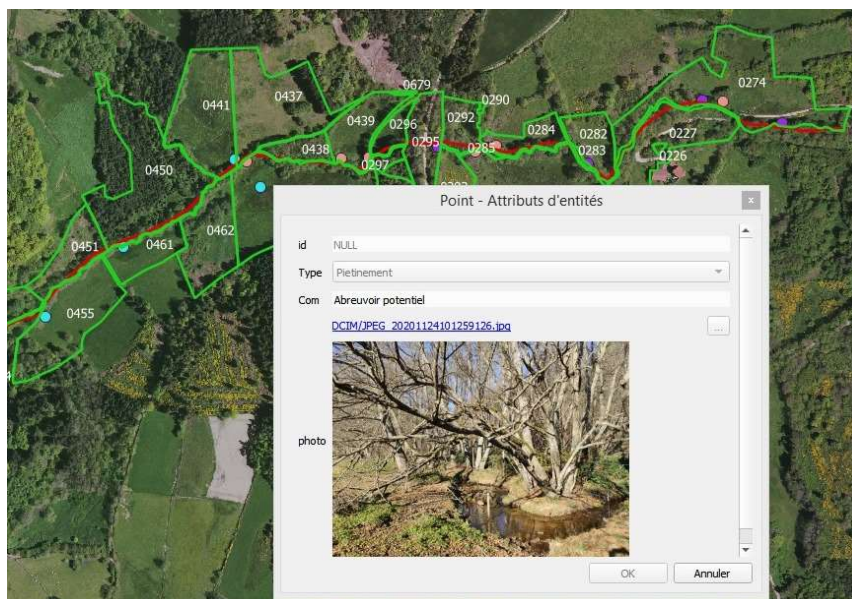 0274
0441
0437
0679
0290
0439
0296
0292
0284
0282
0295
0227
0438
0285
0283
0297
0226
0450
0462
0451
0461
0455
Point - Attributs d'entités
x
id
NULL
Type
Pietinement
Com
Abreuvoir potentiel
DCIM/JPEG_20201124101259126.jpg
...
photo
OK
Annuler